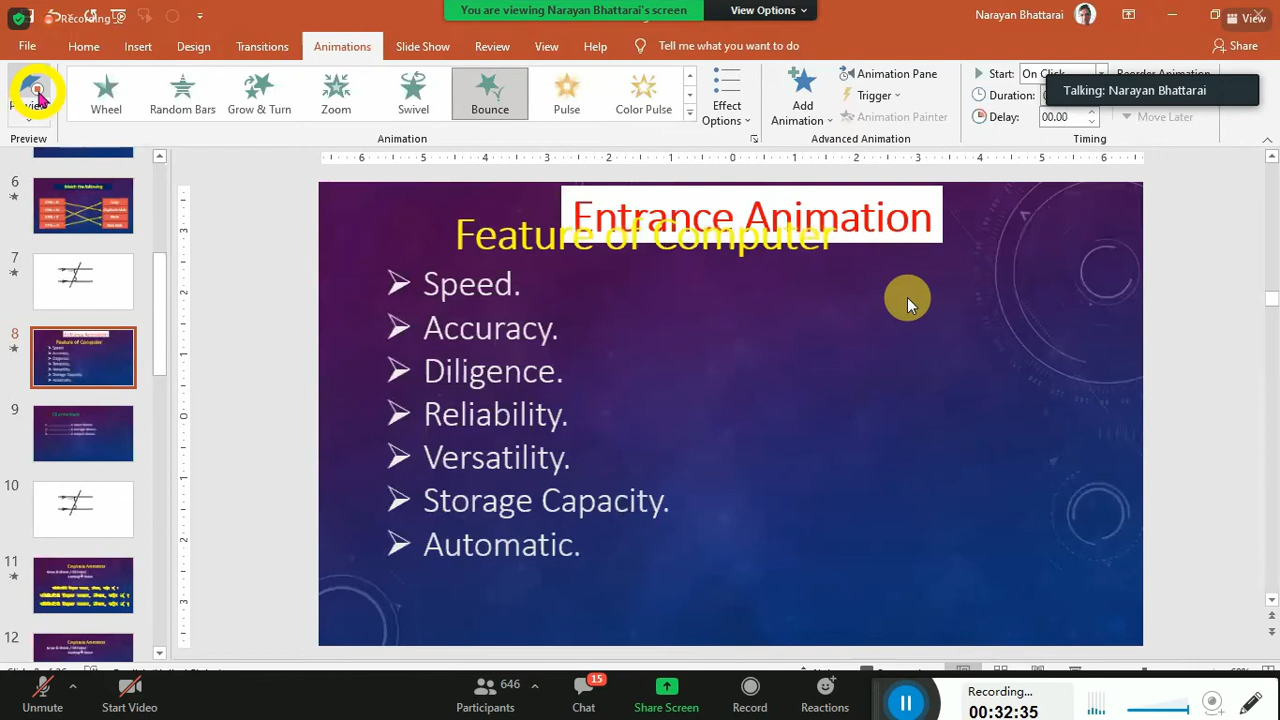 Recording...
You are viewing Narayan Bhattarai's screen
View Options
Narayan Bhattarai
View
File
Home
Insert
Design
Transitions
Animations
Slide Show
Review
View
Help
Tell me what you want to do
Share
Wheel
Random Bars
Grow & Turn
Zoom
Swivel
Bounce
Pulse
Color Pulse
Effect Options
Add Animation
Animation Pane
Trigger
Animation Painter
Start: On Click
Duration:
Delay: 00.00
Talking: Narayan Bhattarai
Move Later
Preview
Animation
Advanced Animation
Timing
Entrance Animation
Feature of Computer
Speed.
Accuracy.
Diligence.
Reliability.
Versatility.
Storage Capacity.
Automatic.
6
Match the following
7
8
9
10
11
12
Unmute
Start Video
646
Participants
15
Chat
Share Screen
Record
Reactions
Recording...
00:32:35